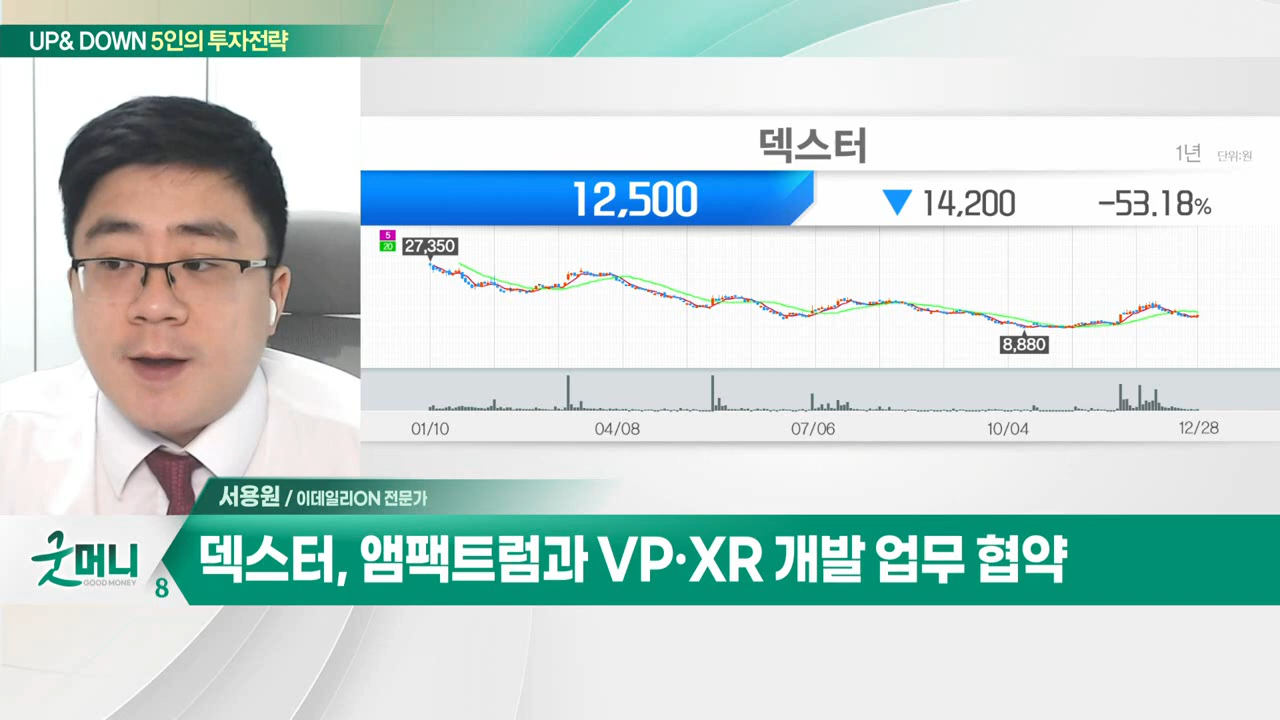 UP& DOWN 5인의 투자전략
덱스터
1년 단위:원
12,500 ▼ 14,200 -53.18%
5
20
27,350
8,880
01/10 04/08 07/06 10/04 12/28
서용원 / 이데일리ON 전문가
굿머니
GOOD MONEY
8
덱스터, 앰팩트럼과 VP·XR 개발 업무 협약